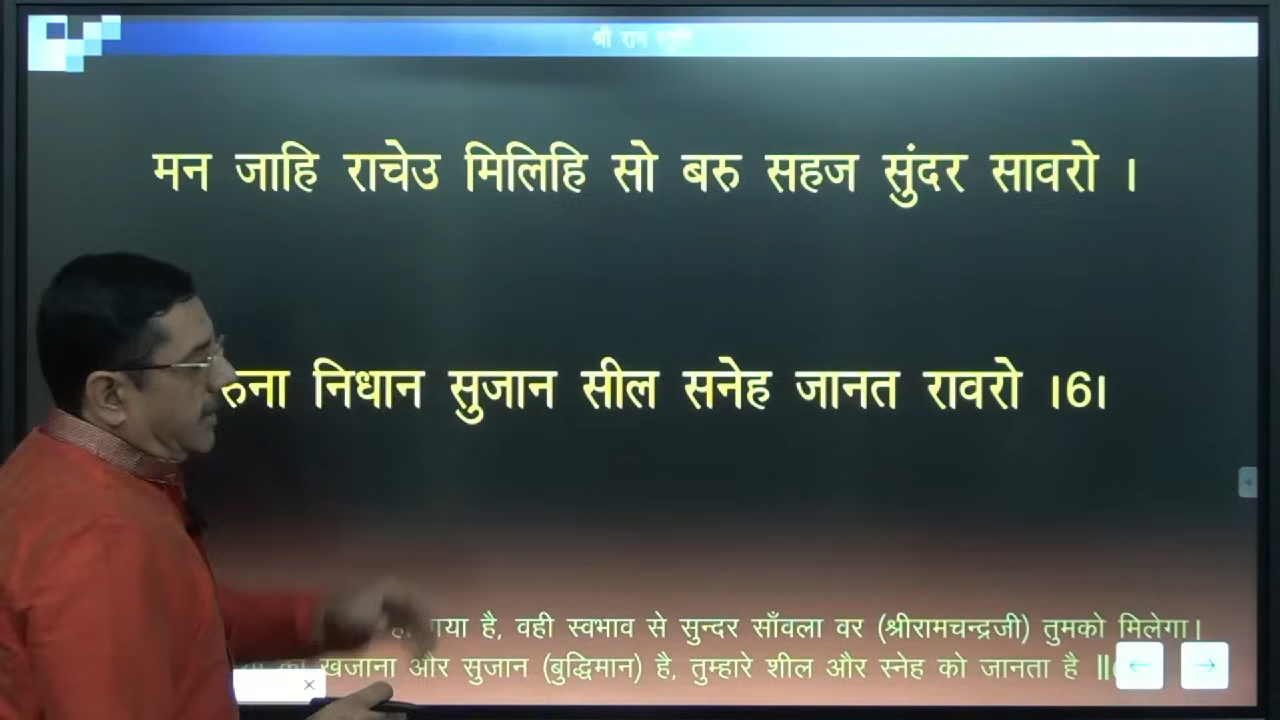 श्री राम
मन जाहि राचेउ मिलिहि सो बरु सहज सुंदर सावरो ।
रुना निधान सुजान सील सनेह जानत रावरो ।6।
है, वही स्वभाव से सुन्दर साँवला वर (श्रीरामचन्द्रजी) तुमको मिलेगा।
खजाना और सुजान (बुद्धिमान) है, तुम्हारे शील और स्नेह को जानता है ॥